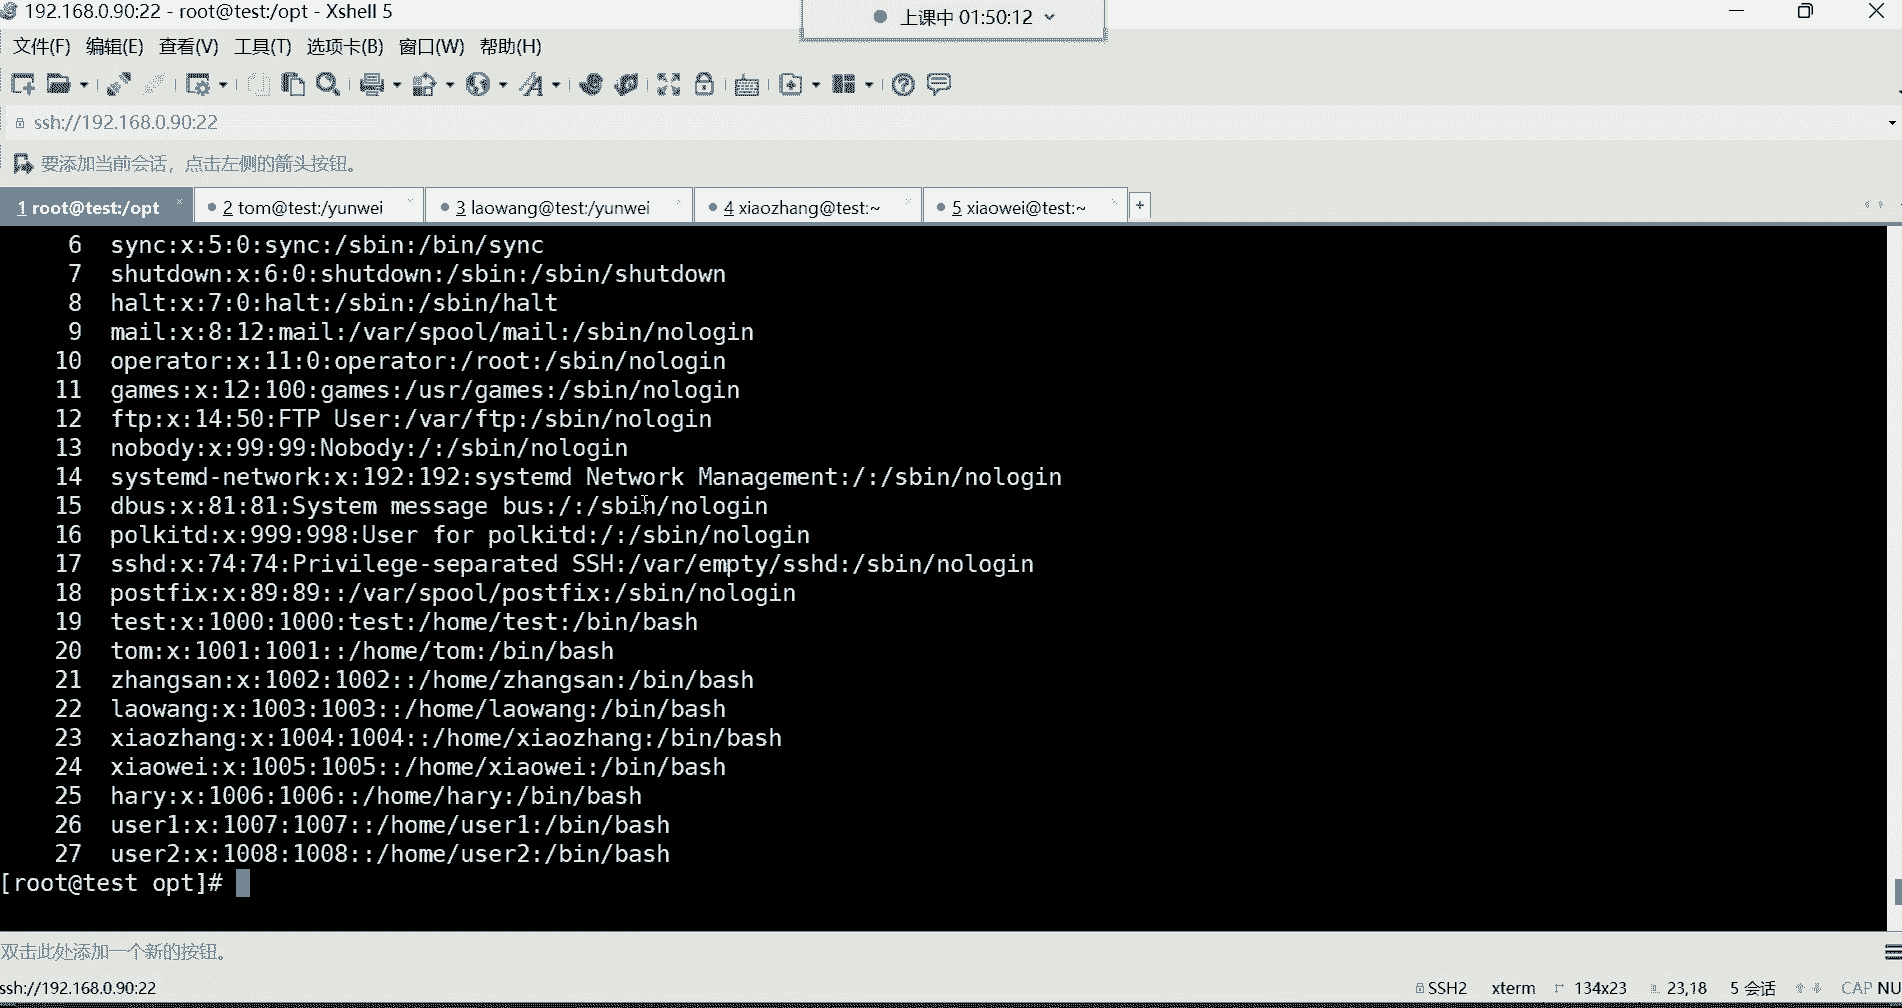 192.168.0.90:22 - root@test:/opt - Xshell 5
上课中 01:50:12
文件(F) 编辑(E) 查看(V) 工具(T) 选项卡(B) 窗口(W) 帮助(H)
ssh://192.168.0.90:22
要添加当前会话，点击左侧的箭头按钮。
1 root@test:/opt 2 tom@test:/yunwei 3 laowang@test:/yunwei 4 xiaozhang@test:~ 5 xiaowei@test:~ +
6 sync:x:5:0:sync:/sbin:/bin/sync
7 shutdown:x:6:0:shutdown:/sbin:/sbin/shutdown
8 halt:x:7:0:halt:/sbin:/sbin/halt
9 mail:x:8:12:mail:/var/spool/mail:/sbin/nologin
10 operator:x:11:0:operator:/root:/sbin/nologin
11 games:x:12:100:games:/usr/games:/sbin/nologin
12 ftp:x:14:50:FTP User:/var/ftp:/sbin/nologin
13 nobody:x:99:99:Nobody:/:/sbin/nologin
14 systemd-network:x:192:192:systemd Network Management:/:/sbin/nologin
15 dbus:x:81:81:System message bus:/:/sbin/nologin
16 polkitd:x:999:998:User for polkitd:/:/sbin/nologin
17 sshd:x:74:74:Privilege-separated SSH:/var/empty/sshd:/sbin/nologin
18 postfix:x:89:89::/var/spool/postfix:/sbin/nologin
19 test:x:1000:1000:test:/home/test:/bin/bash
20 tom:x:1001:1001::/home/tom:/bin/bash
21 zhangsan:x:1002:1002::/home/zhangsan:/bin/bash
22 laowang:x:1003:1003::/home/laowang:/bin/bash
23 xiaozhang:x:1004:1004::/home/xiaozhang:/bin/bash
24 xiaowei:x:1005:1005::/home/xiaowei:/bin/bash
25 hary:x:1006:1006::/home/hary:/bin/bash
26 user1:x:1007:1007::/home/user1:/bin/bash
27 user2:x:1008:1008::/home/user2:/bin/bash
[root@test opt]#
双击此处添加一个新的按钮。
ssh://192.168.0.90:22 SSH2 xterm 134x23 23,18 5 会话 CAP NU